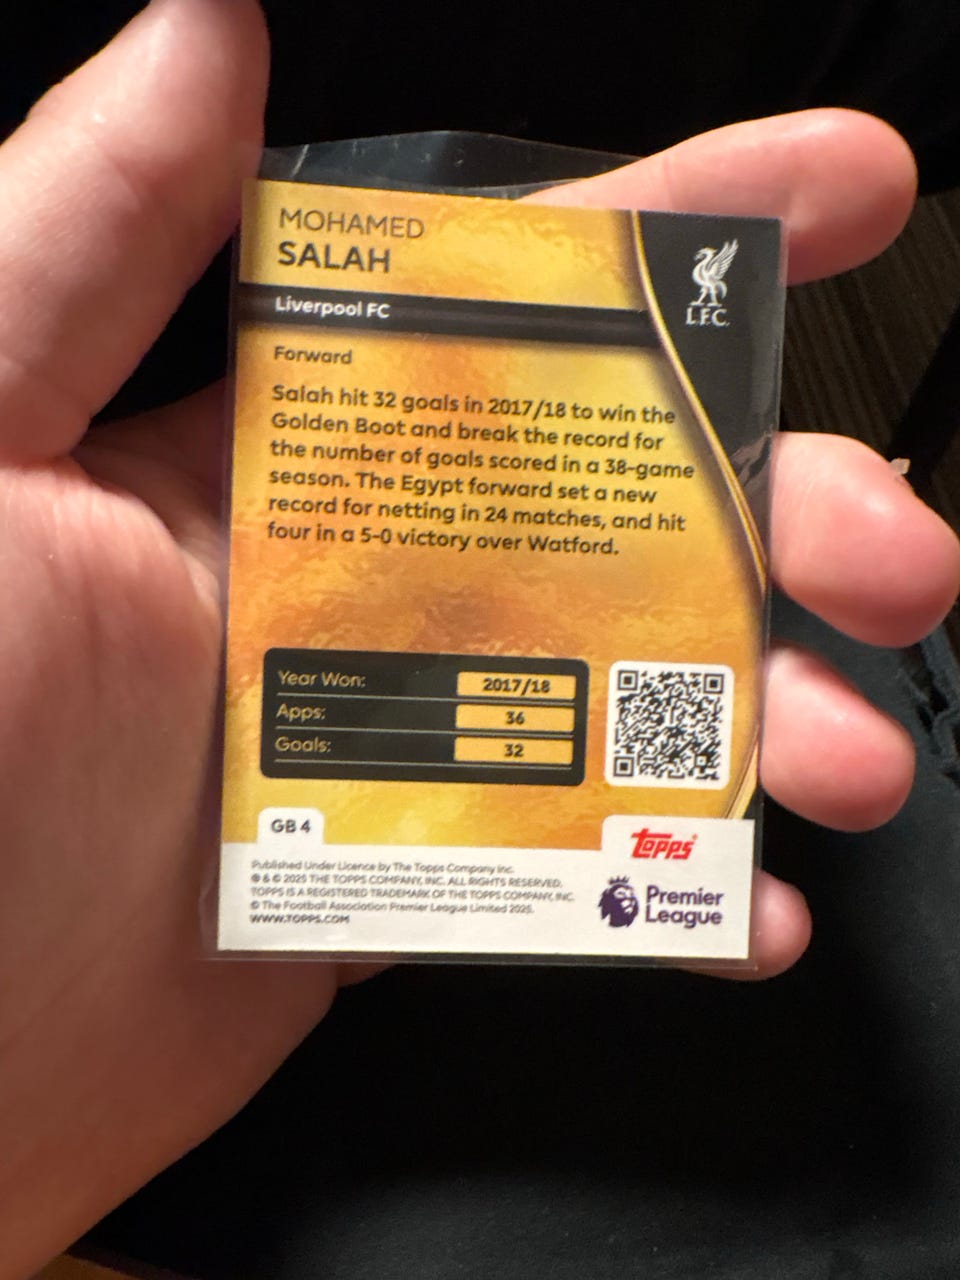 MOHAMED
SALAH
L.F.C.
Liverpool FC
Forward
Salah hit 32 goals in 2017/18 to win the
Golden Boot and break the record for
the number of goals scored in a 38-game
season. The Egypt forward set a new
record for netting in 24 matches, and hit
four in a 5-0 victory over Watford.
Year Won: 2017/18
Apps: 36
Goals: 32
GB 4
Topps
Published Under Licence by The Topps Company Inc.
® & © 2025 THE TOPPS COMPANY, INC. ALL RIGHTS RESERVED.
TOPPS IS A REGISTERED TRADEMARK OF THE TOPPS COMPANY, INC.
© The Football Association Premier League Limited 2025.
WWW.TOPPS.COM
Premier
League